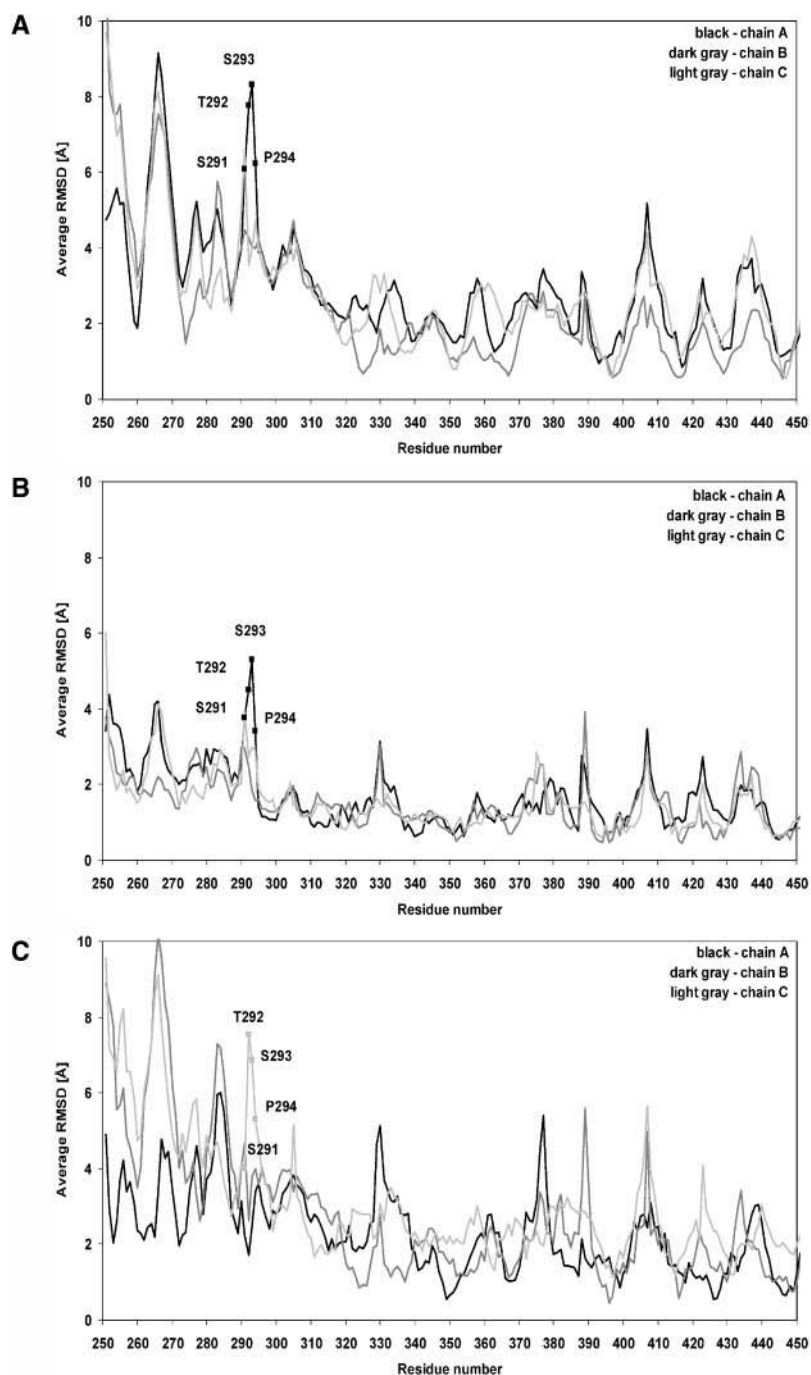 A
black - chain A
dark gray - chain B
light gray - chain C
S293
T292
S291
P294
Average RMSD [Å]
10
8
6
4
2
0
250 260 270 280 290 300 310 320 330 340 350 360 370 380 390 400 410 420 430 440 450
Residue number
B
black - chain A
dark gray - chain B
light gray - chain C
S293
T292
S291
P294
Average RMSD [Å]
10
8
6
4
2
0
250 260 270 280 290 300 310 320 330 340 350 360 370 380 390 400 410 420 430 440 450
Residue number
C
black - chain A
dark gray - chain B
light gray - chain C
T292
S293
P294
S291
Average RMSD [Å]
10
8
6
4
2
0
250 260 270 280 290 300 310 320 330 340 350 360 370 380 390 400 410 420 430 440 450
Residue number